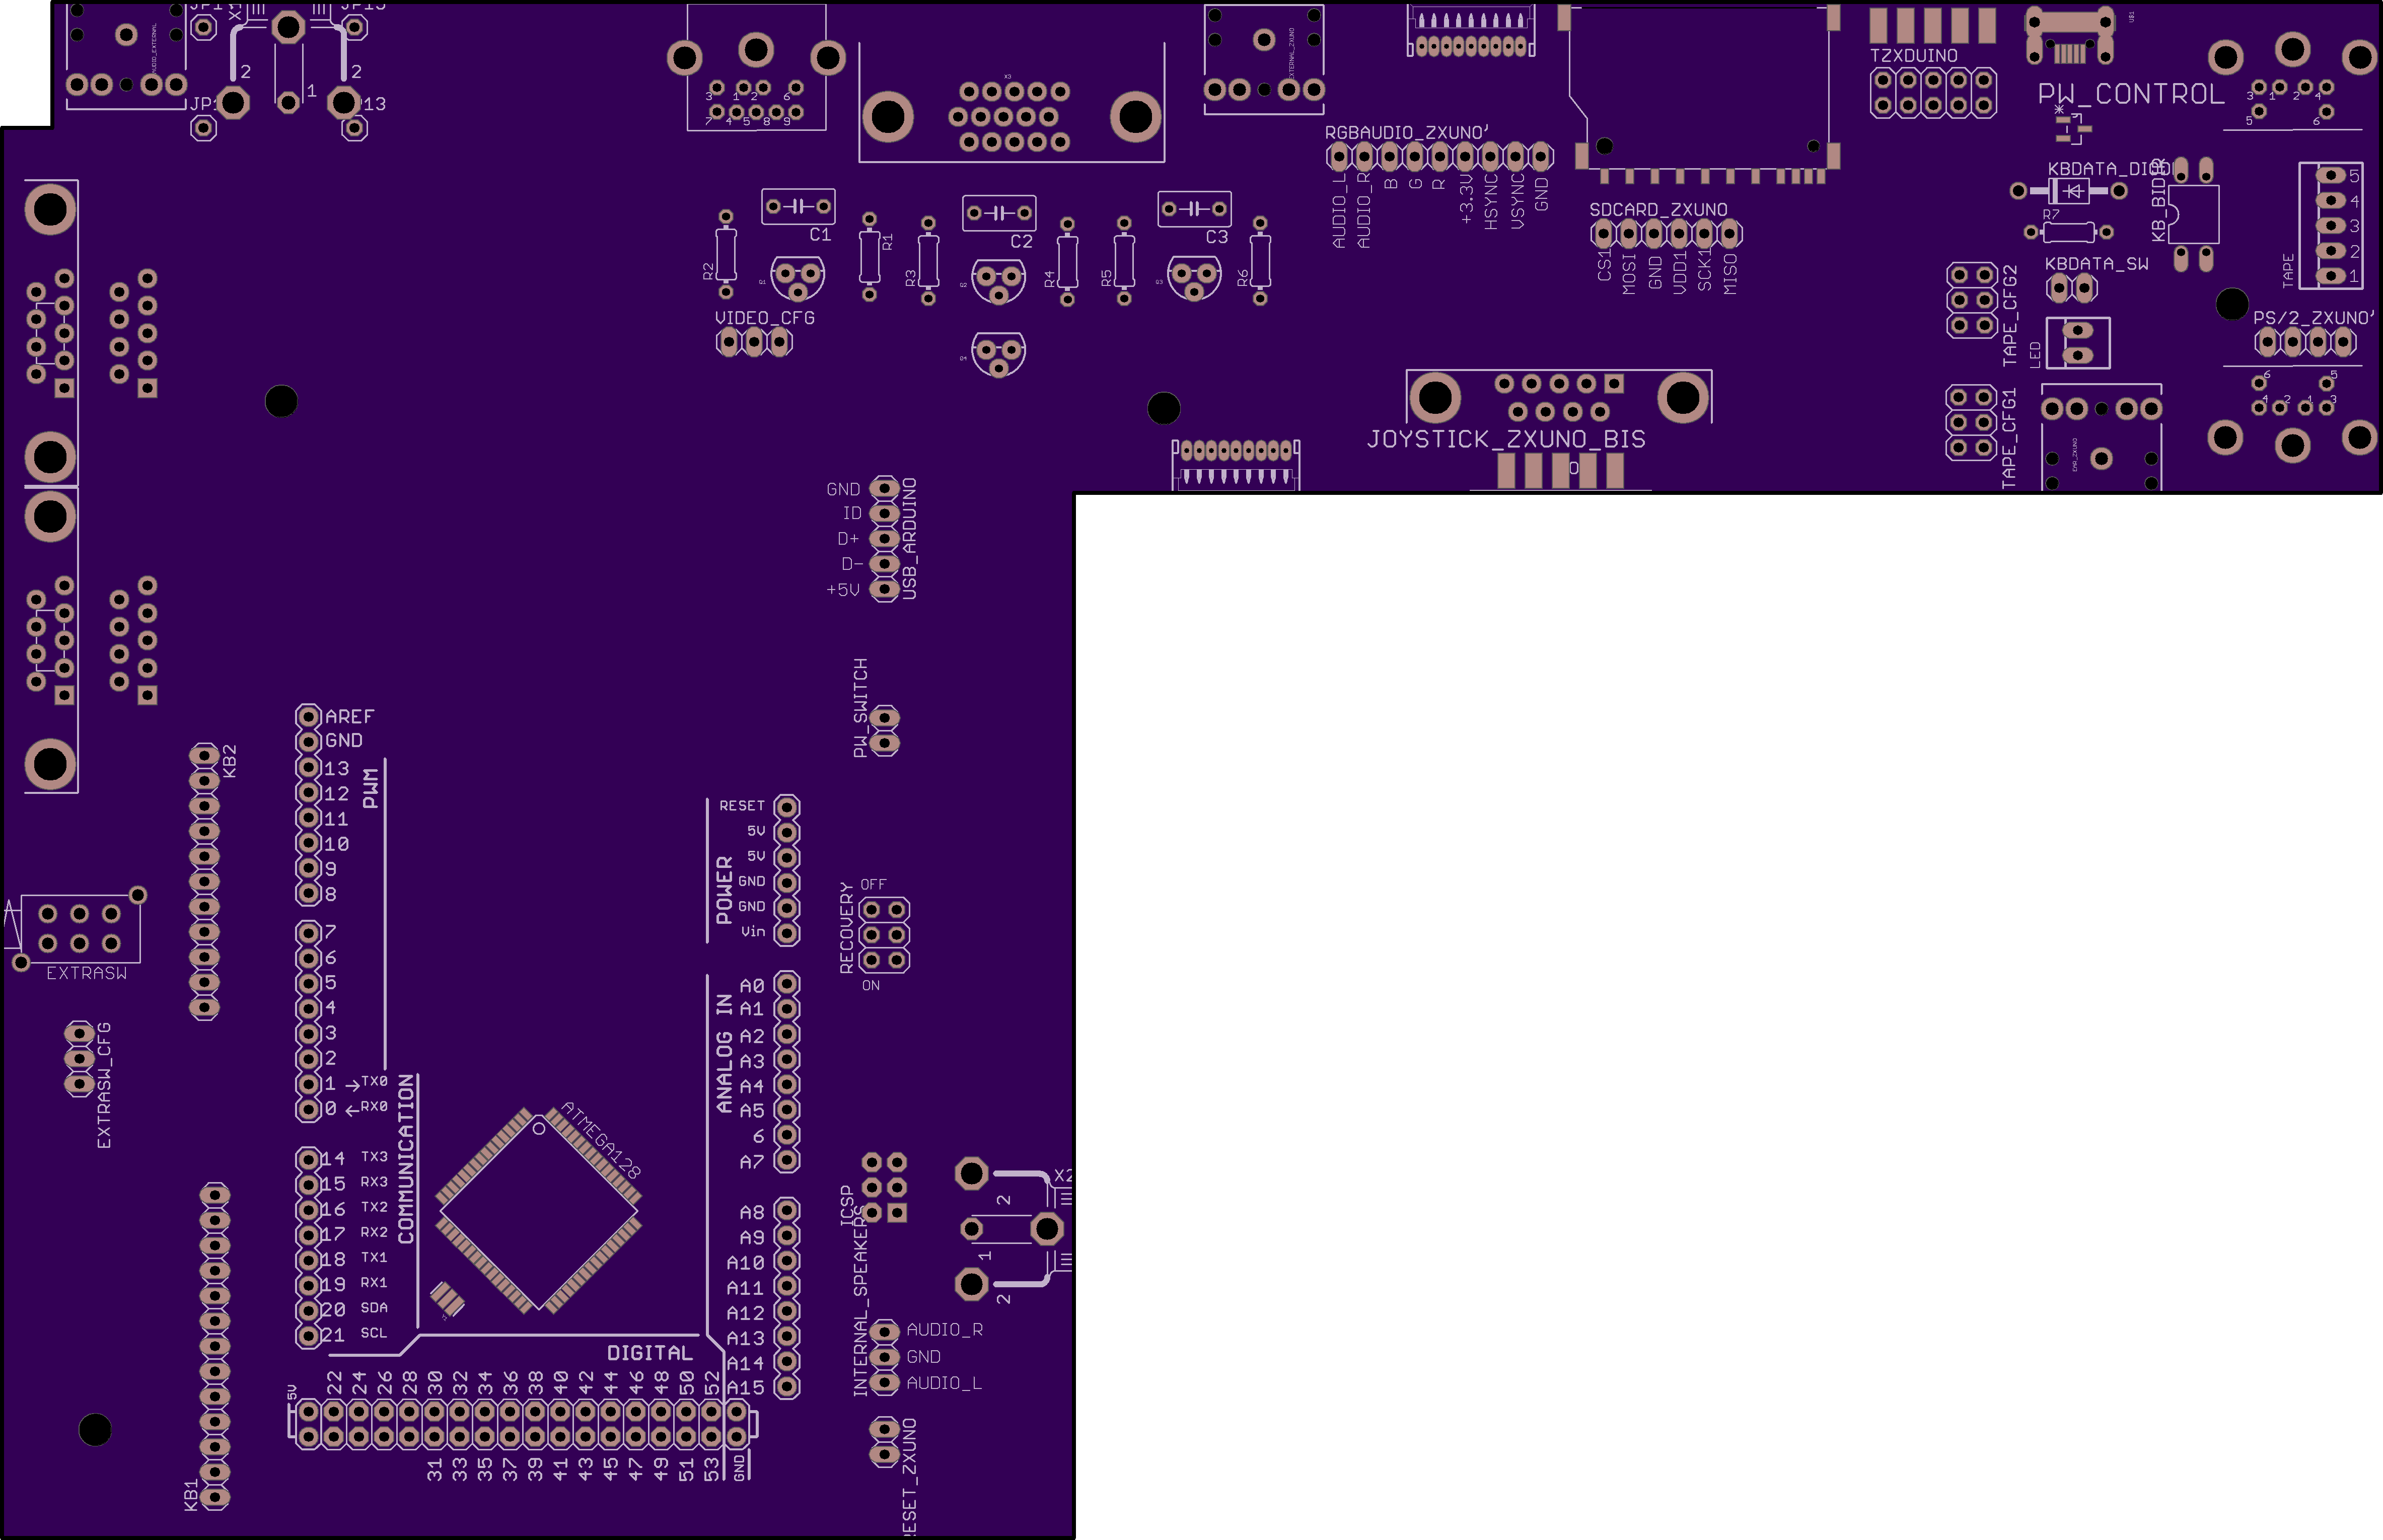 JP13
X1
2
2
1
13
AUDIO_EXTERNAL
3 1 2 6
7 4 5 8 9
X3
EXTERNAL_ZXUNO
RGBAUDIO_ZXUNO'
AUDIO_L
AUDIO_R
B
G
R
+3.3V
HSYNC
VSYNC
GND
SDCARD_ZXUNO
CS1
MOSI
GND
VDD1
SCK1
MISO
TZXDUINO
PW_CONTROL
*
3 1 2 4
5 6
KBDATA_DIODE
KB_BIDIR
R7
KBDATA_SW
TAPE
5
4
3
2
1
TAPE_CFG2
LED
PS/2_ZXUNO'
TAPE_CFG1
6 5
4 2 1 3
EAR_ZXUNO
R2
C1
R1
R3
C2
R4
R5
C3
R6
VIDEO_CFG
JOYSTICK_ZXUNO_BIS
O
GND
ID
D+
D-
+5V
USB_ARDUINO
PW_SWITCH
KB2
AREF
GND
13
12
11
10
9
8
PWM
7
6
5
4
3
2
1 →TX0
0 ←RX0
14 TX3
15 RX3
16 TX2
17 RX2
18 TX1
19 RX1
20 SDA
21 SCL
COMMUNICATION
EXTRASW
EXTRASW_CFG
KB1
ATMEGA128
RESET
5V
5V
GND
GND
Vin
POWER
A0
A1
A2
A3
A4
A5
6
A7
ANALOG IN
A8
A9
A10
A11
A12
A13
A14
A15
RECOVERY
OFF
ON
ICSP
INTERNAL_SPEAKERS
AUDIO_R
GND
AUDIO_L
RESET_ZXUNO
X2
2
1
2
DIGITAL
5V
22 24 26 28 30 32 34 36 38 40 42 44 46 48 50 52
31 33 35 37 39 41 43 45 47 49 51 53 GND